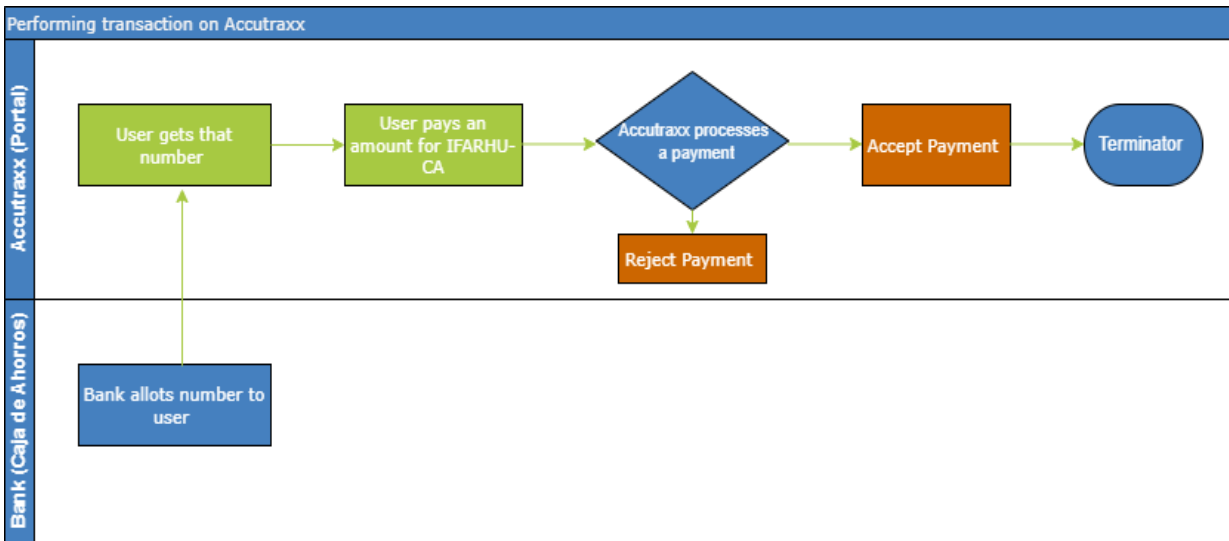 Performing transaction on Accutraxx
Accutraxx (Portal)
User gets that
number
User pays an
amount for IFARHU-
CA
Accutraxx processes
a payment
Accept Payment
Terminator
Reject Payment
Bank (Caja de Ahorros)
Bank allots number to
user